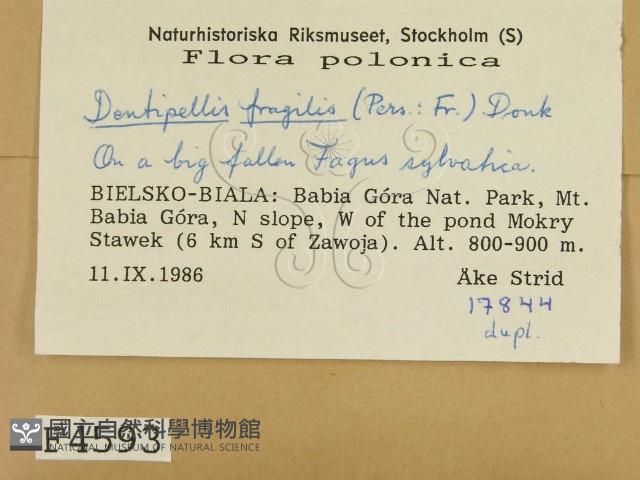 Naturhistoriska Riksmuseet, Stockholm (S)
Flora polonica
Dentipellis fragilis (Pers.: Fr.) Donk
On a big fallen Fagus sylvatica.
BIELSKO-BIALA: Babia Góra Nat. Park, Mt.
Babia Góra, N slope, W of the pond Mokry
Stawek (6 km S of Zawoja). Alt. 800-900 m.
11.IX.1986 Åke Strid
17844
dupl.
國立自然科學博物館
F4593
NATIONAL MUSEUM OF NATURAL SCIENCE